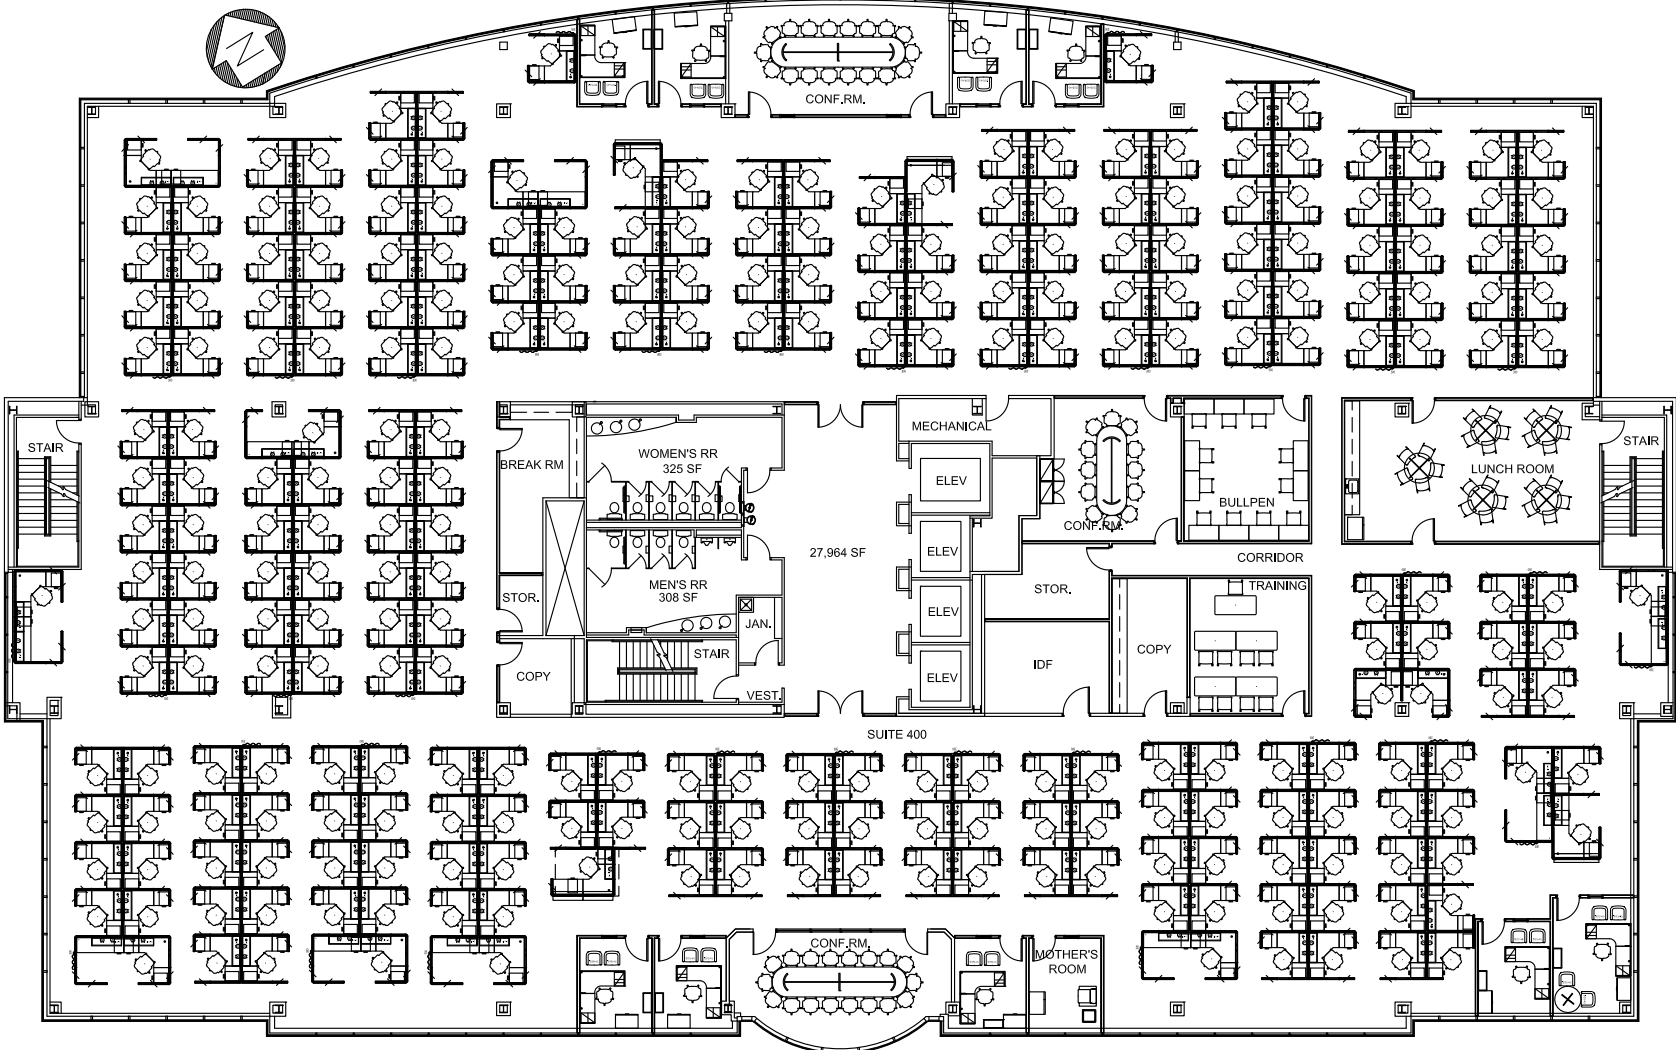 N
CONF.RM.
STAIR
BREAK RM
WOMEN'S RR
325 SF
MECHANICAL
ELEV
CONF.RM.
BULLPEN
LUNCH ROOM
STAIR
ELEV
27,964 SF
CORRIDOR
MEN'S RR
308 SF
STOR.
JAN.
ELEV
STOR.
TRAINING
STAIR
COPY
VEST.
ELEV
IDF
COPY
SUITE 400
CONF.RM.
MOTHER'S
ROOM